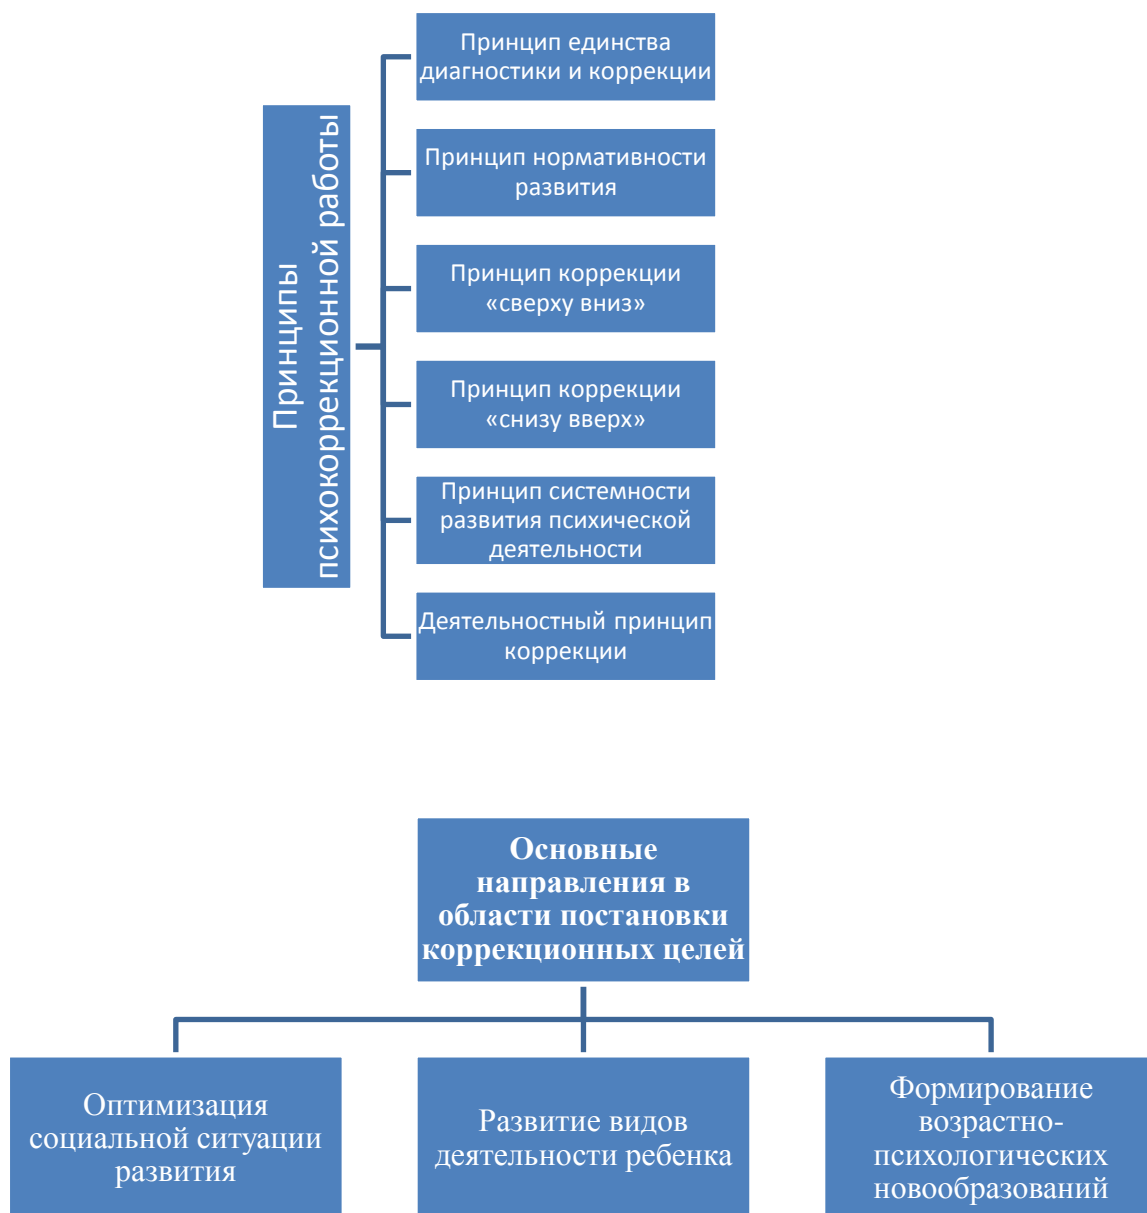 Принципы
психокоррекционной работы
Принцип единства
диагностики и коррекции
Принцип нормативности
развития
Принцип коррекции
«сверху вниз»
Принцип коррекции
«снизу вверх»
Принцип системности
развития психической
деятельности
Деятельностный принцип
коррекции
Основные
направления в
области постановки
коррекционных целей
Оптимизация
социальной ситуации
развития
Развитие видов
деятельности ребенка
Формирование
возрастно-
психологических
новообразований